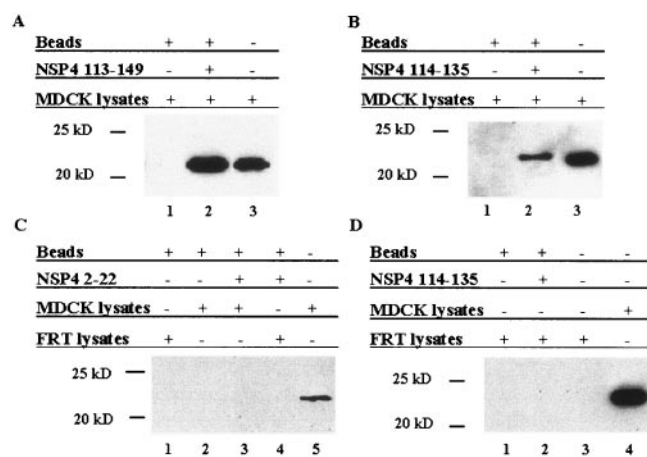 A
Beads + + -
NSP4 113-149 - + -
MDCK lysates + + +
25 kD
20 kD
1 2 3
B
Beads + + -
NSP4 114-135 - + -
MDCK lysates + + +
25 kD
20 kD
1 2 3
C
Beads + + + + -
NSP4 2-22 - - + + -
MDCK lysates - + + - +
FRT lysates + - - + -
25 kD
20 kD
1 2 3 4 5
D
Beads + + - -
NSP4 114-135 - + - -
MDCK lysates - - - +
FRT lysates + + + -
25 kD
20 kD
1 2 3 4